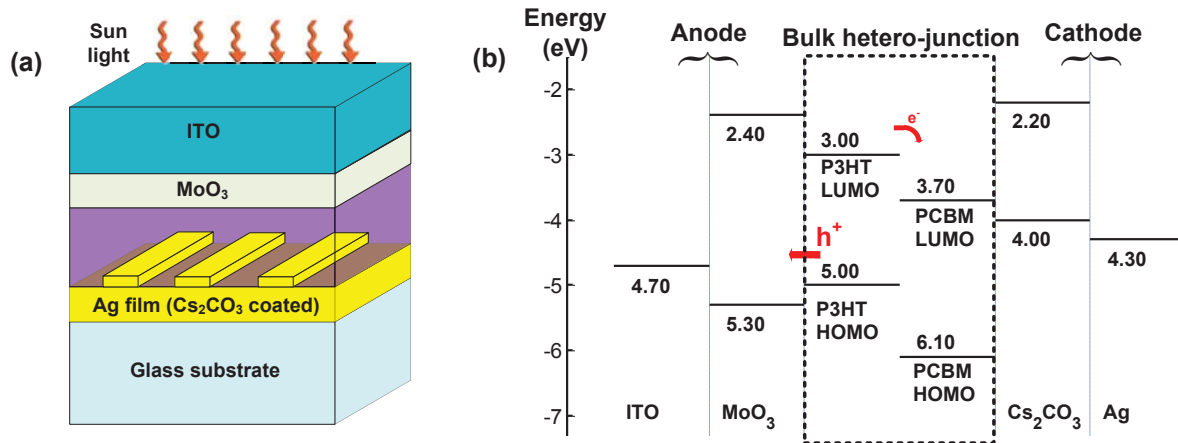 (a)
Sun
light
ITO
MoO₃
Ag film (Cs₂CO₃ coated)
Glass substrate
(b)
Energy
(eV)
Anode
Bulk hetero-junction
Cathode
-2
-3
-4
-5
-6
-7
2.40
3.00
P3HT
LUMO
e⁻
3.70
PCBM
LUMO
2.20
4.00
4.30
h⁺
4.70
5.30
5.00
P3HT
HOMO
6.10
PCBM
HOMO
ITO
MoO₃
Cs₂CO₃
Ag